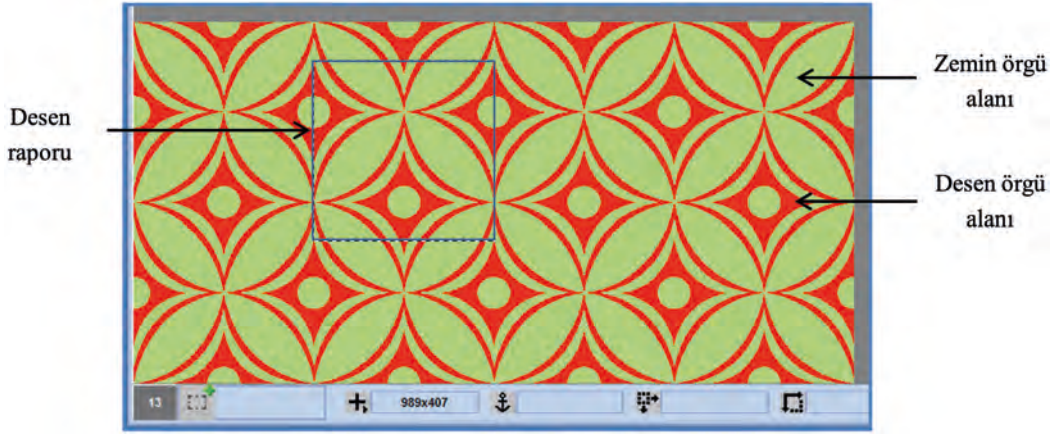 Desen
raporu
Zemin örgü
alanı
Desen örgü
alanı
13
989x407